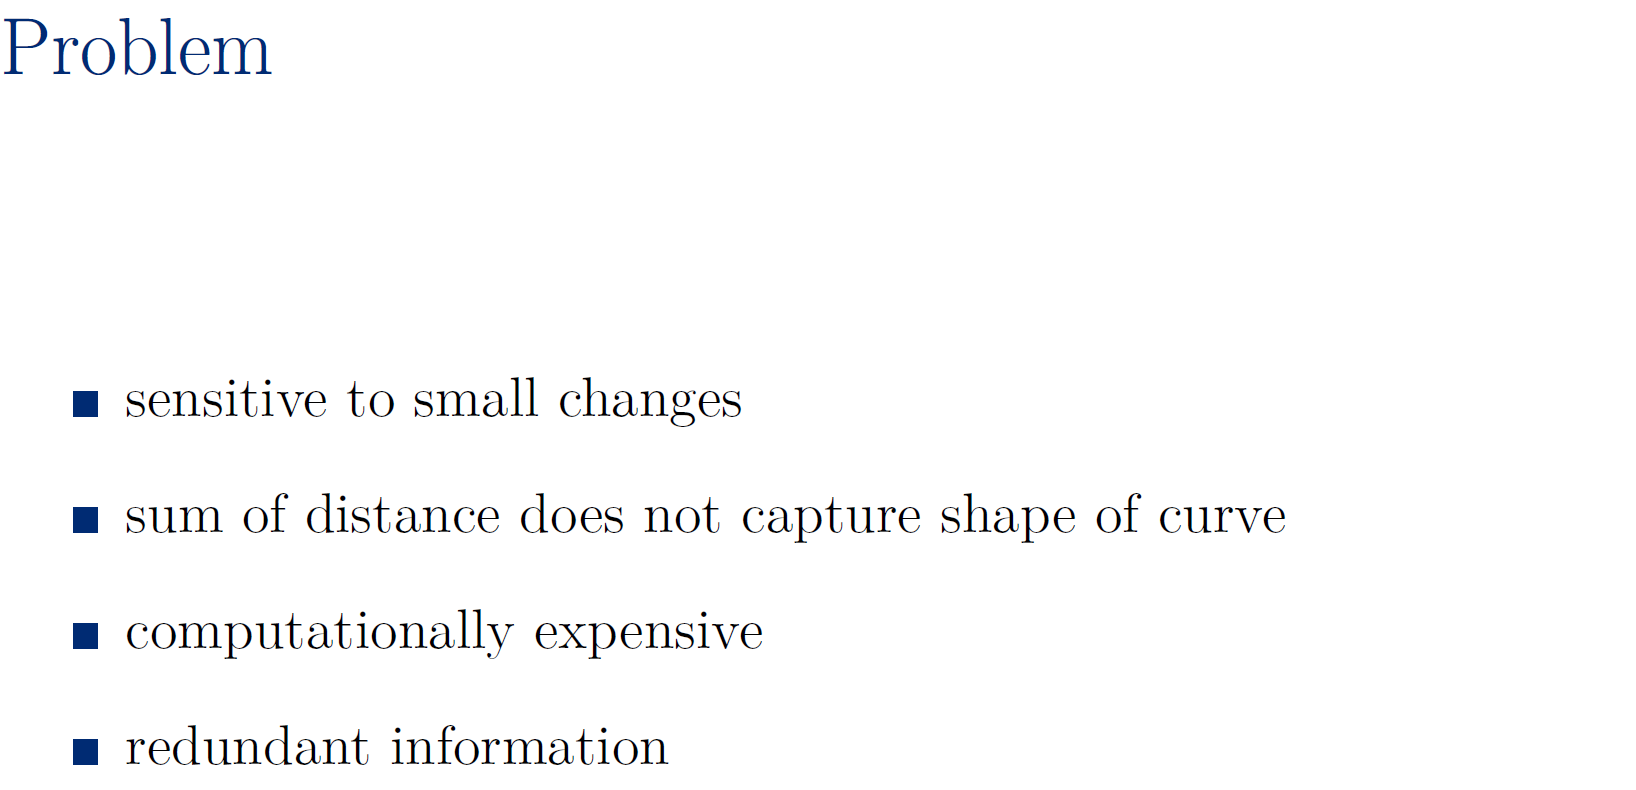 Problem
sensitive to small changes
sum of distance does not capture shape of curve
computationally expensive
redundant information